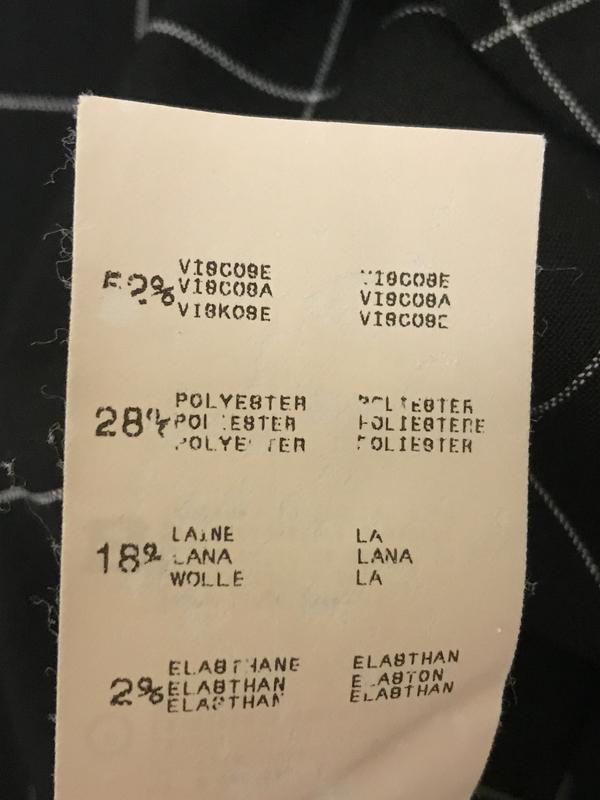 VISCOSE VISCOSE
52% VISCOSA VISCOSA
VISKOSE VISCOSE
POLYESTER POLIESTER
28% POLIESTER POLIESTERE
POLYESTER POLIESTER
LAINE LA
18% LANA LANA
WOLLE LA
ELASTHANE ELASTHAN
2% ELASTHAN ELASTON
ELASTHAN ELASTHAN